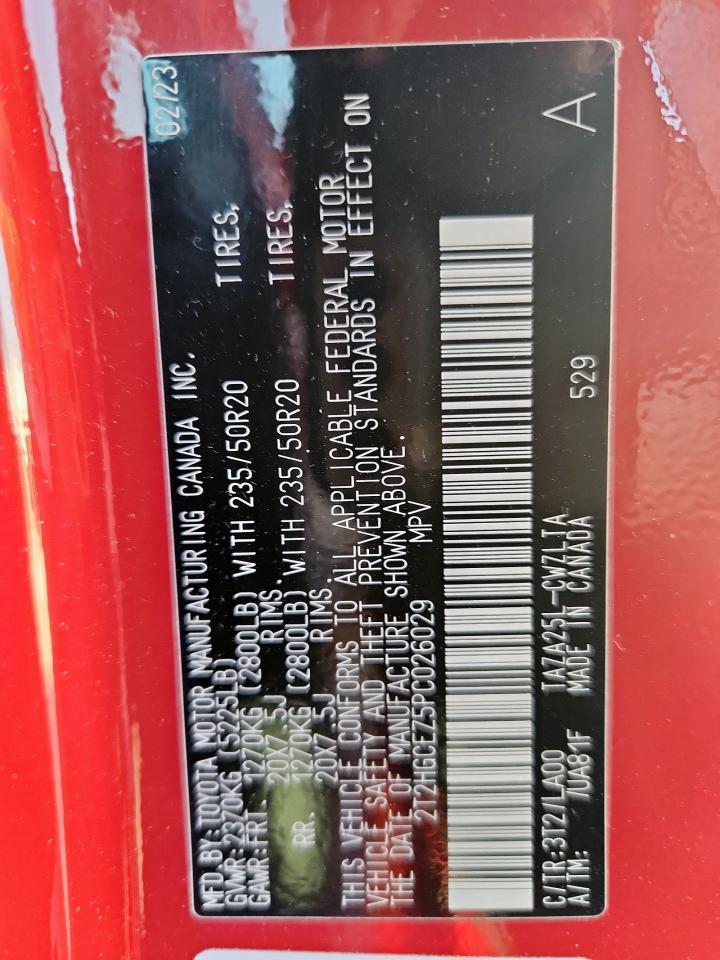 MFD.BY:TOYOTA MOTOR MANUFACTURING CANADA INC. 02/23
GVWR:2370KG (5225LB)
GAWR:FRT. 1270KG (2800LB) WITH 235/50R20 TIRES,
20X7.5J RIMS.
RR. 1270KG (2800LB) WITH 235/50R20 TIRES,
20X7.5J RIMS.
THIS VEHICLE CONFORMS TO ALL APPLICABLE FEDERAL MOTOR
VEHICLE SAFETY AND THEFT PREVENTION STANDARDS IN EFFECT ON
THE DATE OF MANUFACTURE SHOWN ABOVE.
2T2HGCEZ5PC026029 MPV
C/TR:3T2/LA00 TAZA25L-CWZLTA A
A/TM: /UA81F MADE IN CANADA 529